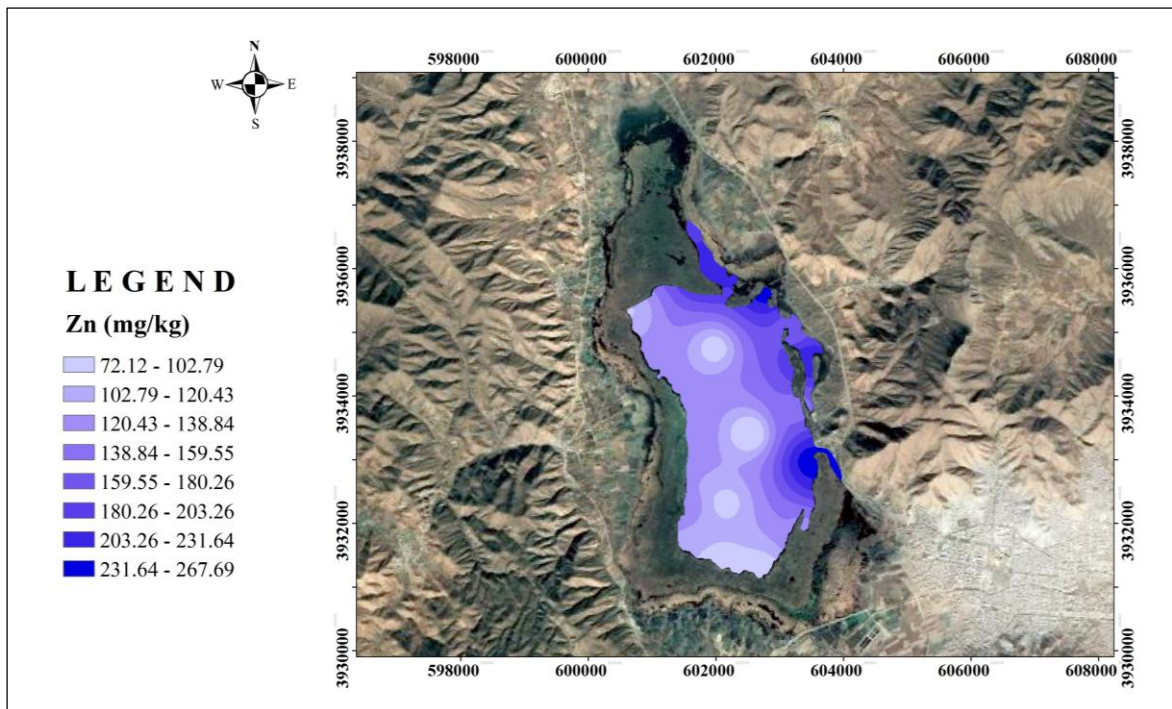 N
W E
S
598000 600000 602000 604000 606000 608000
3938000 3938000
3936000 3936000
3934000 3934000
3932000 3932000
3930000 3930000
LEGEND
Zn (mg/kg)
72.12 - 102.79
102.79 - 120.43
120.43 - 138.84
138.84 - 159.55
159.55 - 180.26
180.26 - 203.26
203.26 - 231.64
231.64 - 267.69
598000 600000 602000 604000 606000 608000